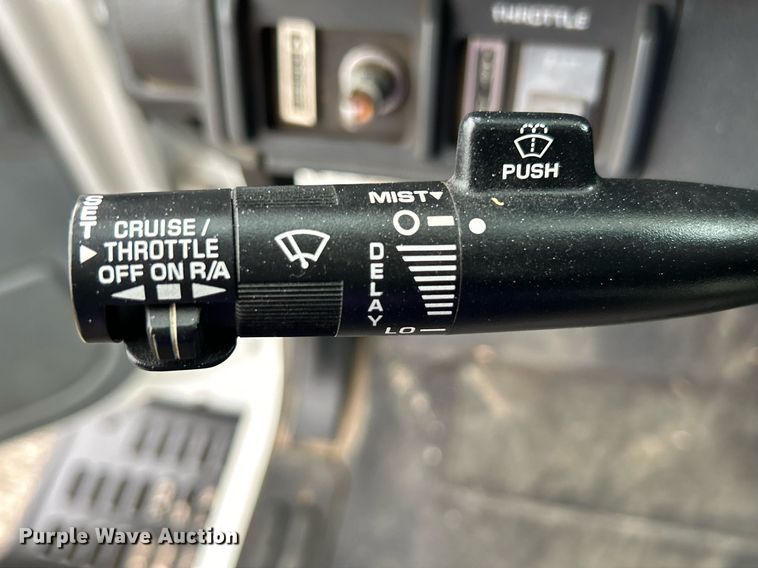 THROTTLE
PUSH
MIST
SET
CRUISE /
THROTTLE
OFF ON R/A
DELAY
LO
Purple Wave Auction